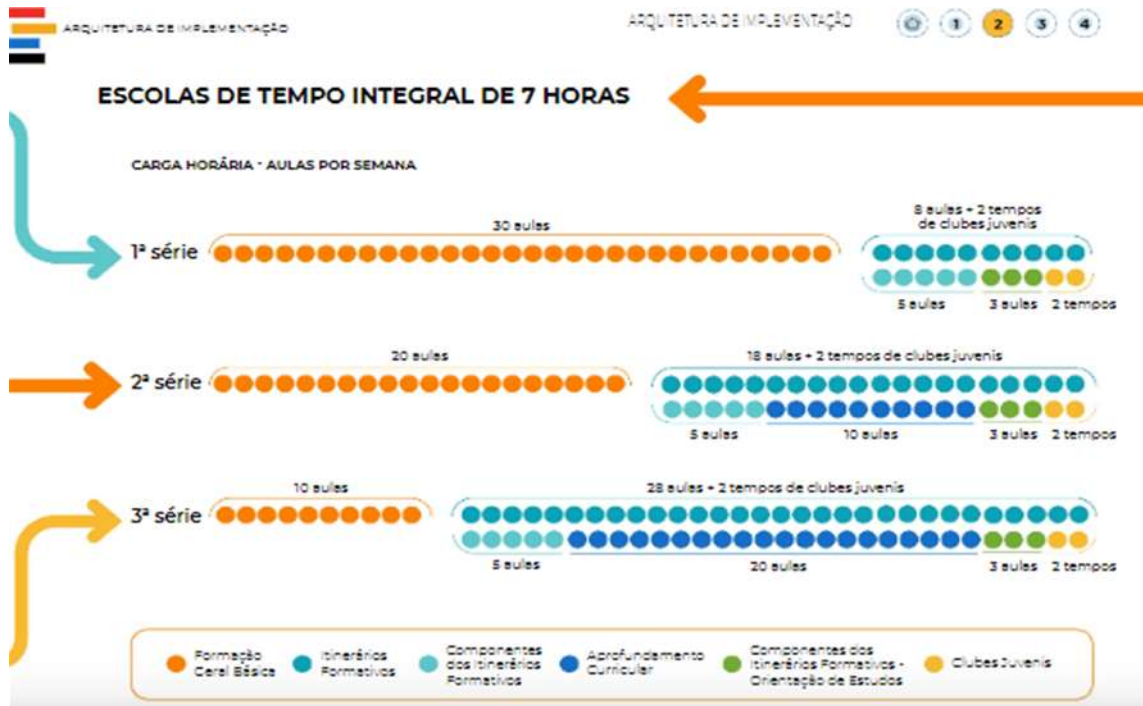 ARQUITETURA DE IMPLEMENTAÇÃO
ARQUITETURA DE IMPLEMENTAÇÃO
1 2 3 4
ESCOLAS DE TEMPO INTEGRAL DE 7 HORAS
CARGA HORÁRIA - AULAS POR SEMANA
1ª série
30 aulas
8 aulas + 2 tempos
de clubes juvenis
5 aulas 3 aulas 2 tempos
2ª série
20 aulas
18 aulas + 2 tempos de clubes juvenis
5 aulas 10 aulas 3 aulas 2 tempos
3ª série
10 aulas
28 aulas + 2 tempos de clubes juvenis
5 aulas 20 aulas 3 aulas 2 tempos
Formação
Geral Básica
Itinerários
Formativos
Componentes
dos Itinerários
Formativos
Aprofundamento
Curricular
Componentes dos
Itinerários Formativos -
Orientação de Estudos
Clubes Juvenis